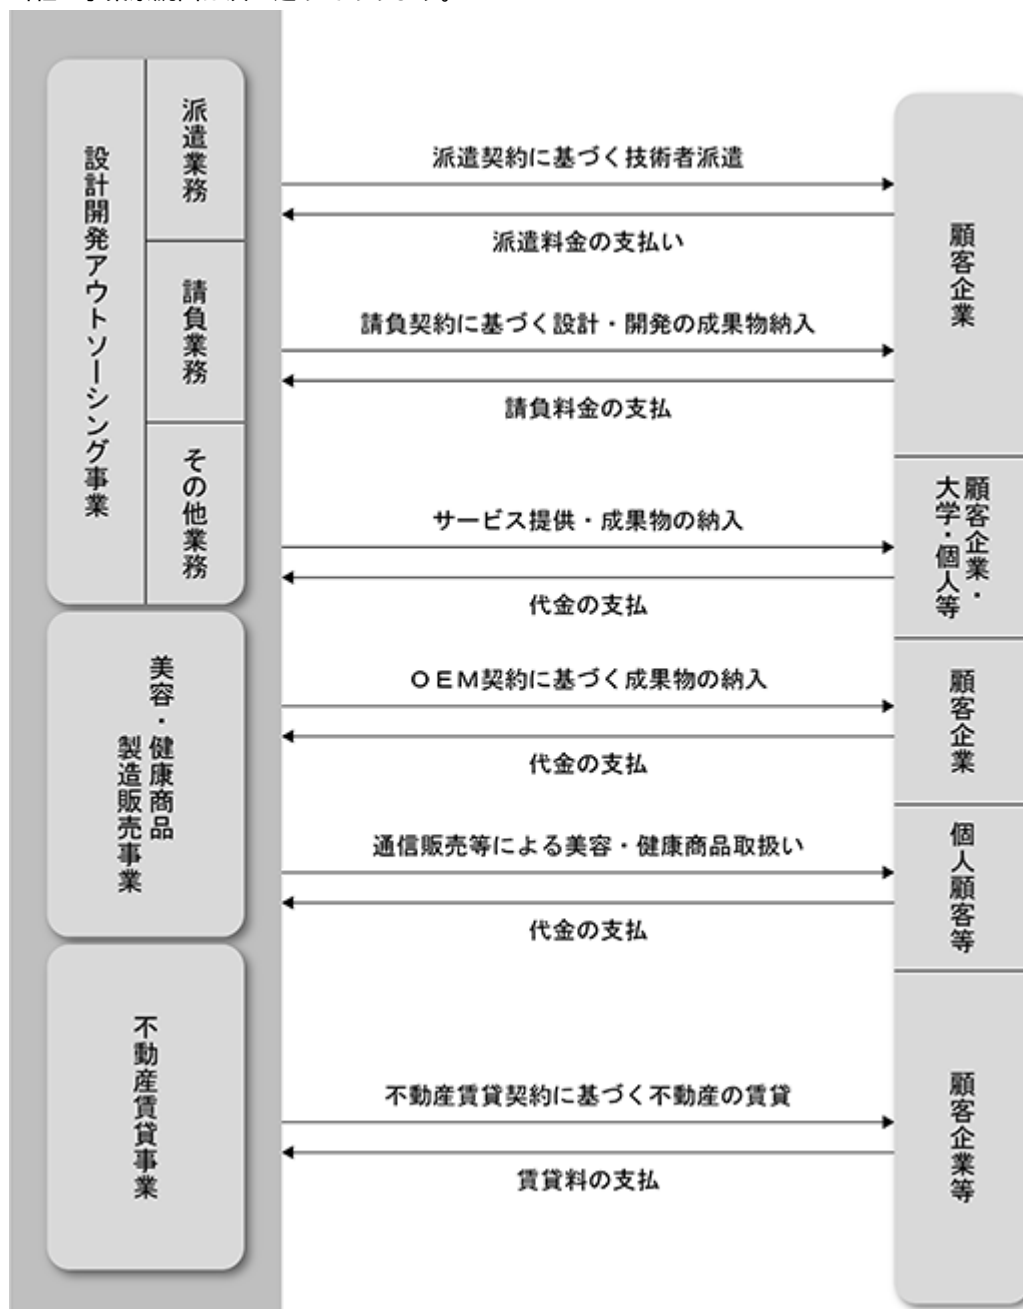 設計開発アウトソーシング事業
派遣業務
派遣契約に基づく技術者派遣
派遣料金の支払い
顧客企業
請負業務
請負契約に基づく設計・開発の成果物納入
請負料金の支払
その他業務
サービス提供・成果物の納入
代金の支払
顧客企業・
大学・個人等
美容・健康商品
製造販売事業
ＯＥＭ契約に基づく成果物の納入
代金の支払
顧客企業
通信販売等による美容・健康商品取扱い
代金の支払
個人顧客等
不動産賃貸事業
不動産賃貸契約に基づく不動産の賃貸
賃貸料の支払
顧客企業等